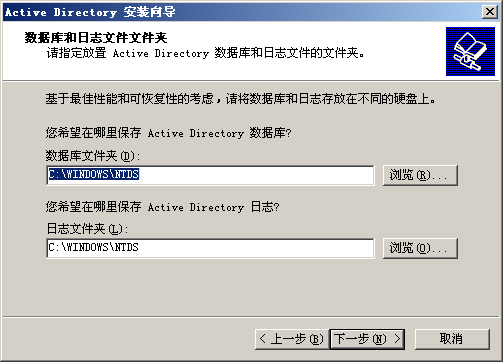 Active Directory 安装向导
数据库和日志文件文件夹
请指定放置 Active Directory 数据库和日志文件的文件夹。
基于最佳性能和可恢复性的考虑，请将数据库和日志存放在不同的硬盘上。
您希望在哪里保存 Active Directory 数据库?
数据库文件夹(D):
C:\WINDOWS\NTDS
浏览(R)...
您希望在哪里保存 Active Directory 日志?
日志文件夹(L):
C:\WINDOWS\NTDS
浏览(O)...
< 上一步(B) 下一步(N) > 取消